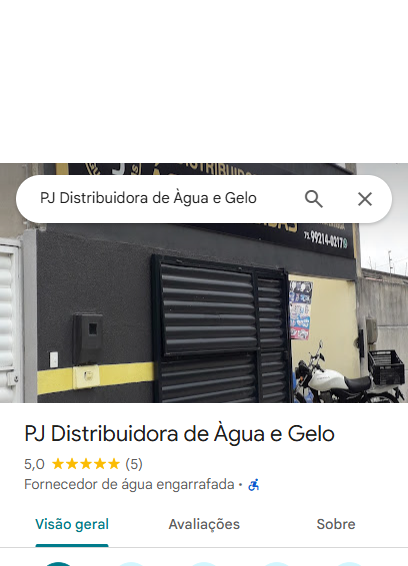 DISTRIBUIDOR
PJ Distribuidora de Àgua e Gelo
71 99214-0217
PJ Distribuidora de Àgua e Gelo
5,0 (5)
Fornecedor de água engarrafada ·
Visão geral Avaliações Sobre